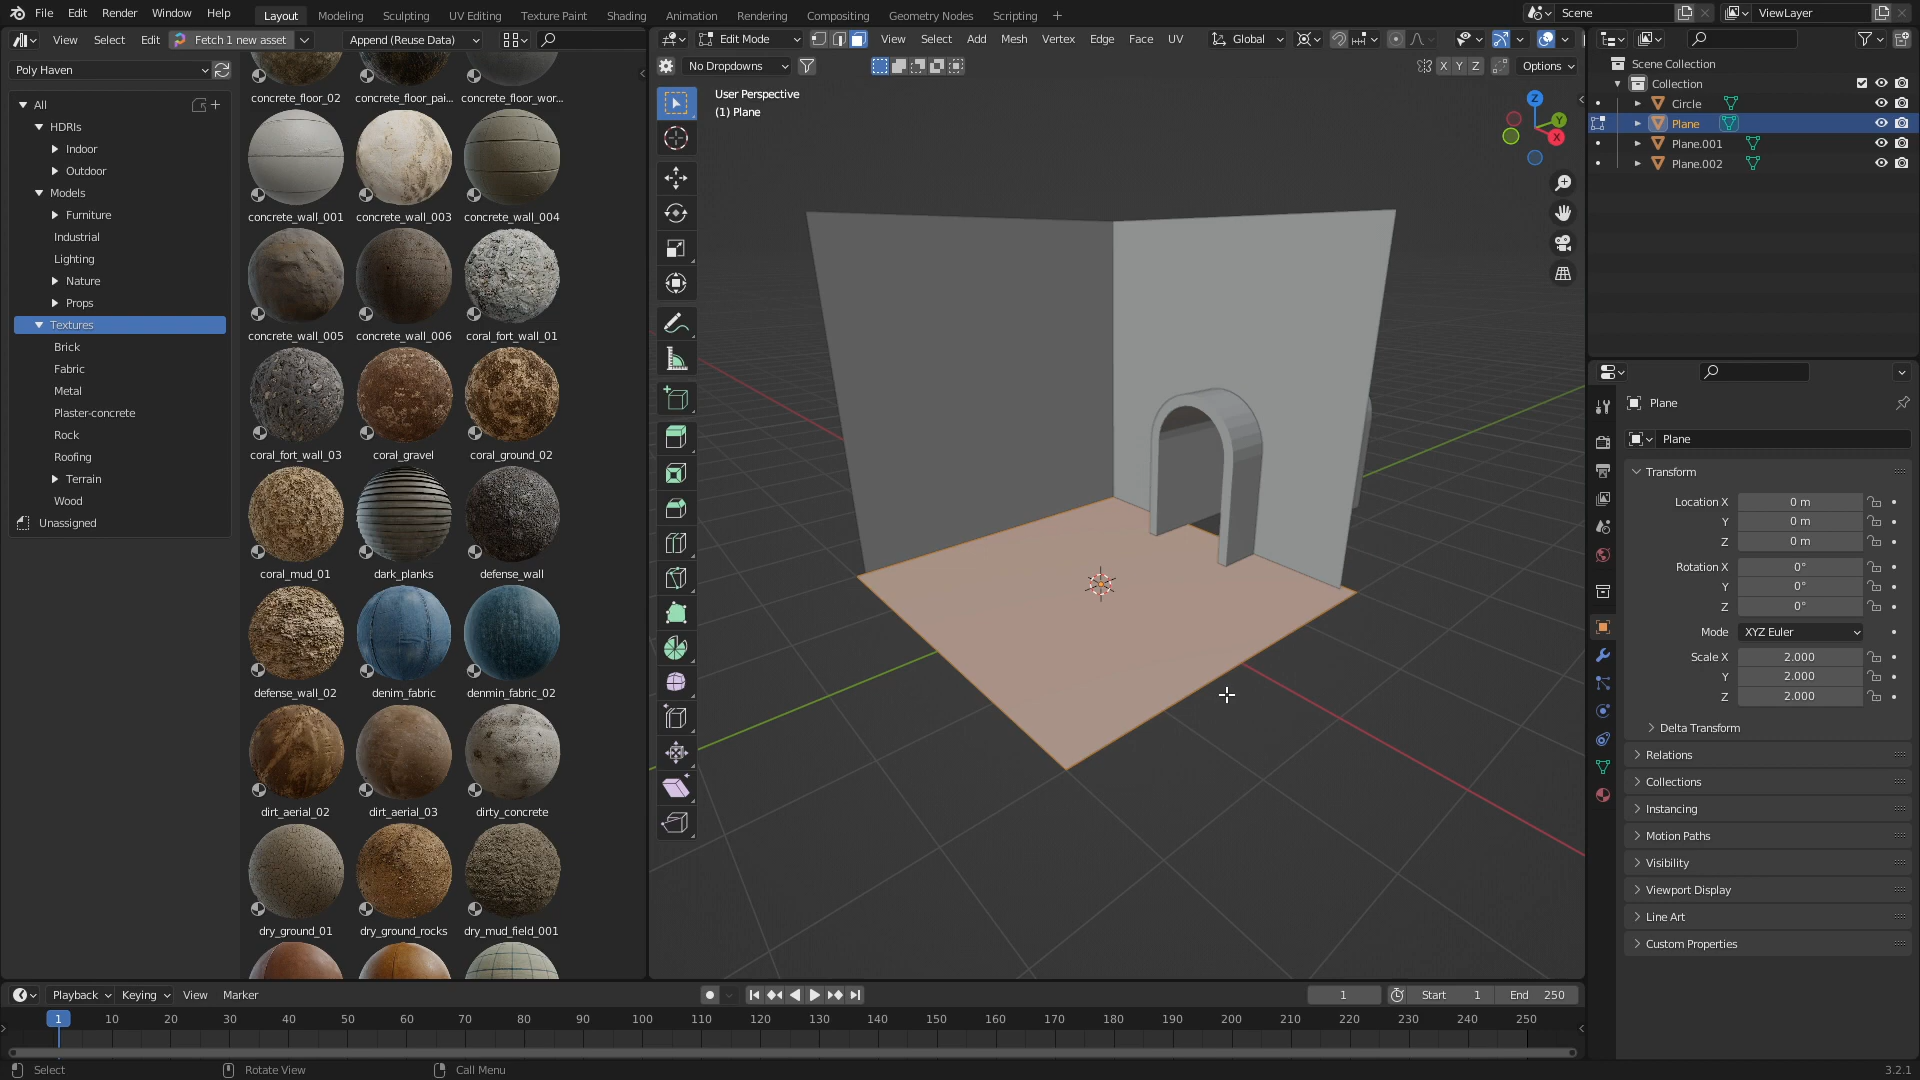 File Edit Render Window Help
Layout Modeling Sculpting UV Editing Texture Paint Shading Animation Rendering Compositing Geometry Nodes Scripting +
Scene ViewLayer
View Select Edit Fetch 1 new asset Append (Reuse Data)
Edit Mode View Select Add Mesh Vertex Edge Face UV Global
Poly Haven
No Dropdowns X Y Z Options
All
HDRIs
Indoor
Outdoor
Models
Furniture
Industrial
Lighting
Nature
Props
Textures
Brick
Fabric
Metal
Plaster-concrete
Rock
Roofing
Terrain
Wood
Unassigned
concrete_floor_02 concrete_floor_pai... concrete_floor_wor...
concrete_wall_001 concrete_wall_003 concrete_wall_004
concrete_wall_005 concrete_wall_006 coral_fort_wall_01
coral_fort_wall_03 coral_gravel coral_ground_02
coral_mud_01 dark_planks defense_wall
defense_wall_02 denim_fabric denmin_fabric_02
dirt_aerial_02 dirt_aerial_03 dirty_concrete
dry_ground_01 dry_ground_rocks dry_mud_field_001
User Perspective
(1) Plane
Z
Y
X
Scene Collection
Collection
Circle
Plane
Plane.001
Plane.002
Plane
Plane
Transform
Location X 0 m
Y 0 m
Z 0 m
Rotation X 0°
Y 0°
Z 0°
Mode XYZ Euler
Scale X 2.000
Y 2.000
Z 2.000
Delta Transform
Relations
Collections
Instancing
Motion Paths
Visibility
Viewport Display
Line Art
Custom Properties
Playback Keying View Marker 1 Start 1 End 250
1 10 20 30 40 50 60 70 80 90 100 110 120 130 140 150 160 170 180 190 200 210 220 230 240 250
Select Rotate View Call Menu 3.2.1